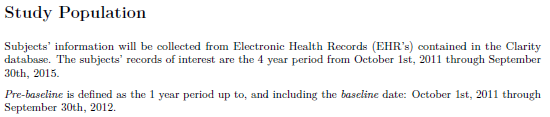 Study Population
Subjects' information will be collected from Electronic Health Records (EHR's) contained in the Clarity
database. The subjects' records of interest are the 4 year period from October 1st, 2011 through September
30th, 2015.
Pre-baseline is defined as the 1 year period up to, and including the baseline date: October 1st, 2011 through
September 30th, 2012.